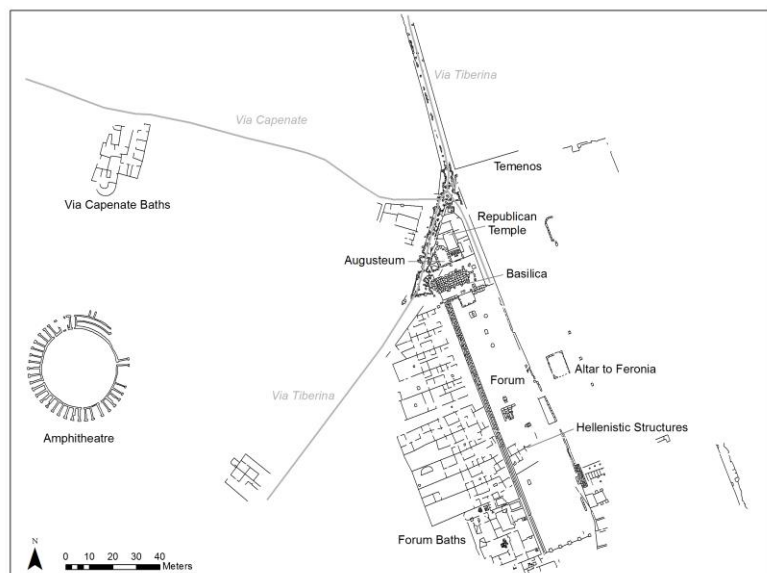 Via Tiberina
Via Capenate
Temenos
Via Capenate Baths
Republican
Temple
Augusteum
Basilica
Altar to Feronia
Forum
Via Tiberina
Hellenistic Structures
Amphitheatre
Forum Baths
N
0 10 20 30 40
Meters